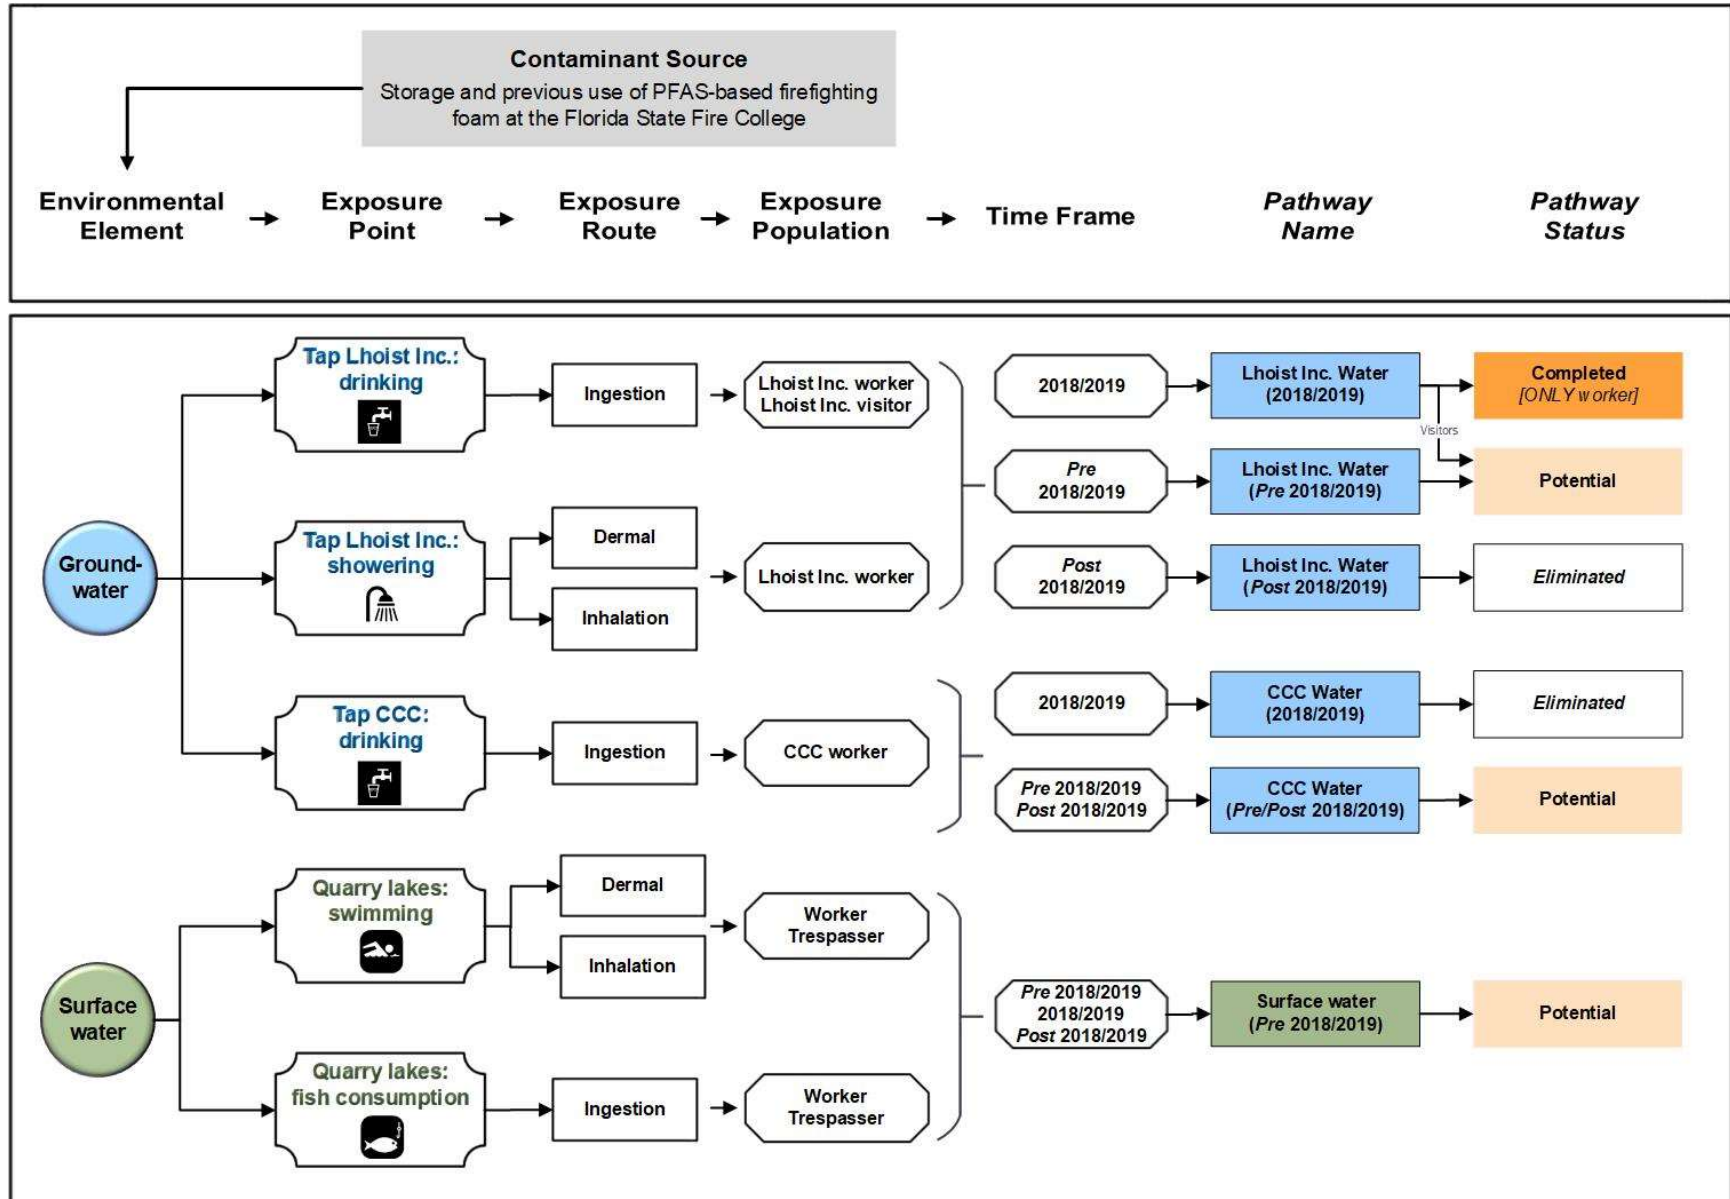 Contaminant Source
Storage and previous use of PFAS-based firefighting
foam at the Florida State Fire College
Environmental
Element
Exposure
Point
Exposure
Route
Exposure
Population
Time Frame
Pathway
Name
Pathway
Status
Ground-
water
Tap Lhoist Inc.:
drinking
Ingestion
Lhoist Inc. worker
Lhoist Inc. visitor
2018/2019
Lhoist Inc. Water
(2018/2019)
Completed
[ONLY worker]
Visitors
Pre
2018/2019
Lhoist Inc. Water
(Pre 2018/2019)
Potential
Tap Lhoist Inc.:
showering
Dermal
Inhalation
Lhoist Inc. worker
Post
2018/2019
Lhoist Inc. Water
(Post 2018/2019)
Eliminated
Tap CCC:
drinking
Ingestion
CCC worker
2018/2019
CCC Water
(2018/2019)
Eliminated
Pre 2018/2019
Post 2018/2019
CCC Water
(Pre/Post 2018/2019)
Potential
Surface
water
Quarry lakes:
swimming
Dermal
Inhalation
Worker
Trespasser
Pre 2018/2019
2018/2019
Post 2018/2019
Surface water
(Pre 2018/2019)
Potential
Quarry lakes:
fish consumption
Ingestion
Worker
Trespasser